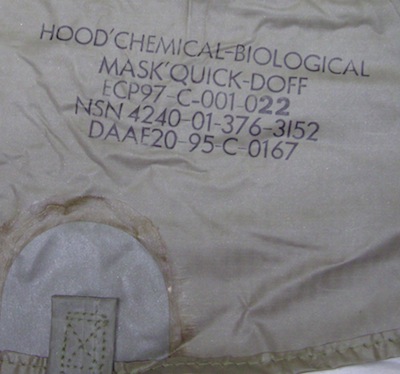 HOOD'CHEMICAL-BIOLOGICAL
MASK'QUICK-DOFF
ECP97-C-001-022
NSN 4240-01-376-3152
DAAE20-95-C-0167